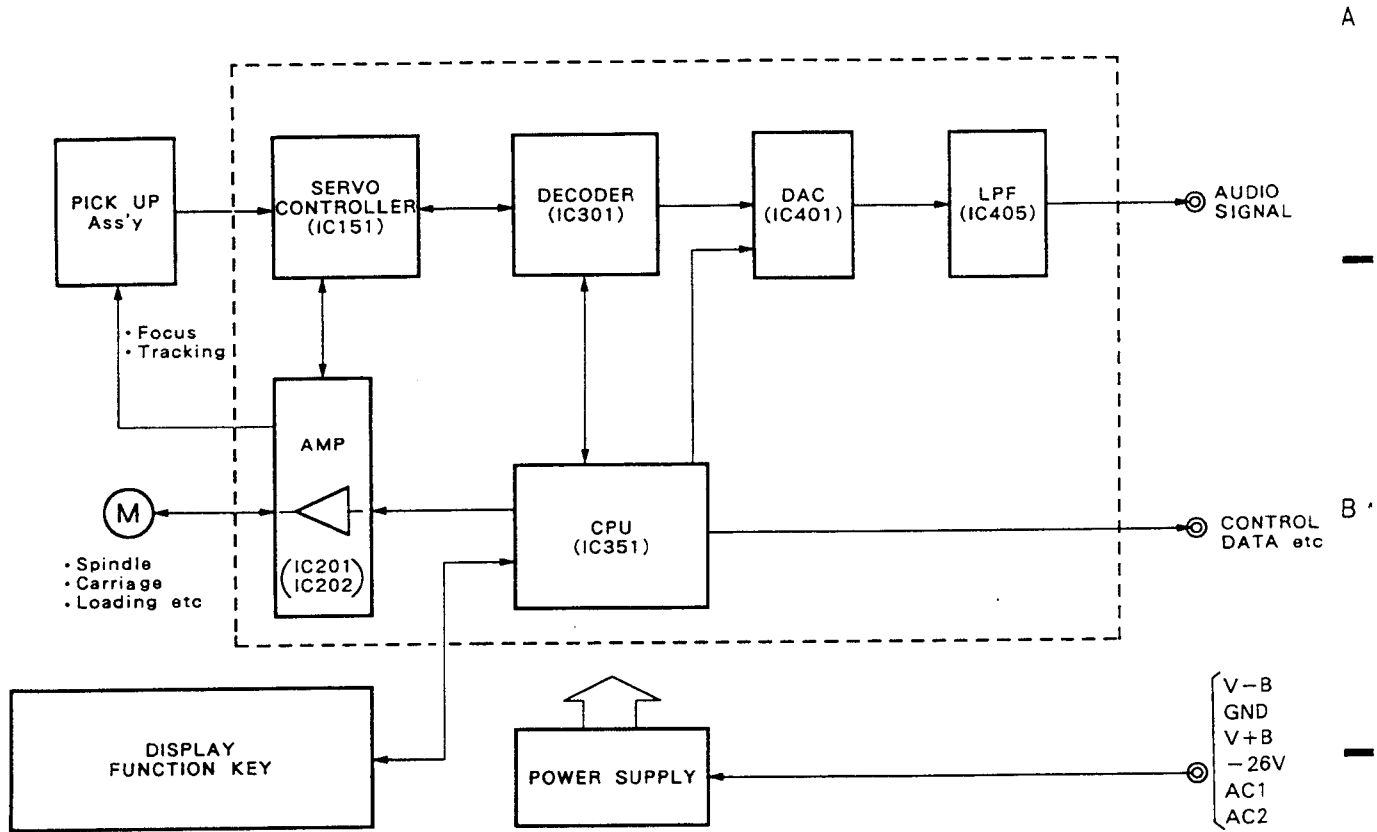 A
PICK UP
Ass'y
SERVO
CONTROLLER
(IC151)
DECODER
(IC301)
DAC
(IC401)
LPF
(IC405)
AUDIO
SIGNAL
• Focus
• Tracking
AMP
(IC201
IC202)
M
• Spindle
• Carriage
• Loading etc
CPU
(IC351)
B
CONTROL
DATA etc
DISPLAY
FUNCTION KEY
POWER SUPPLY
V−B
GND
V+B
−26V
AC1
AC2